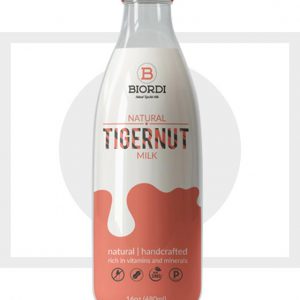 B
BIORDI
NATURAL
TIGERNUT
MILK
natural | handcrafted
rich in vitamins and minerals
P